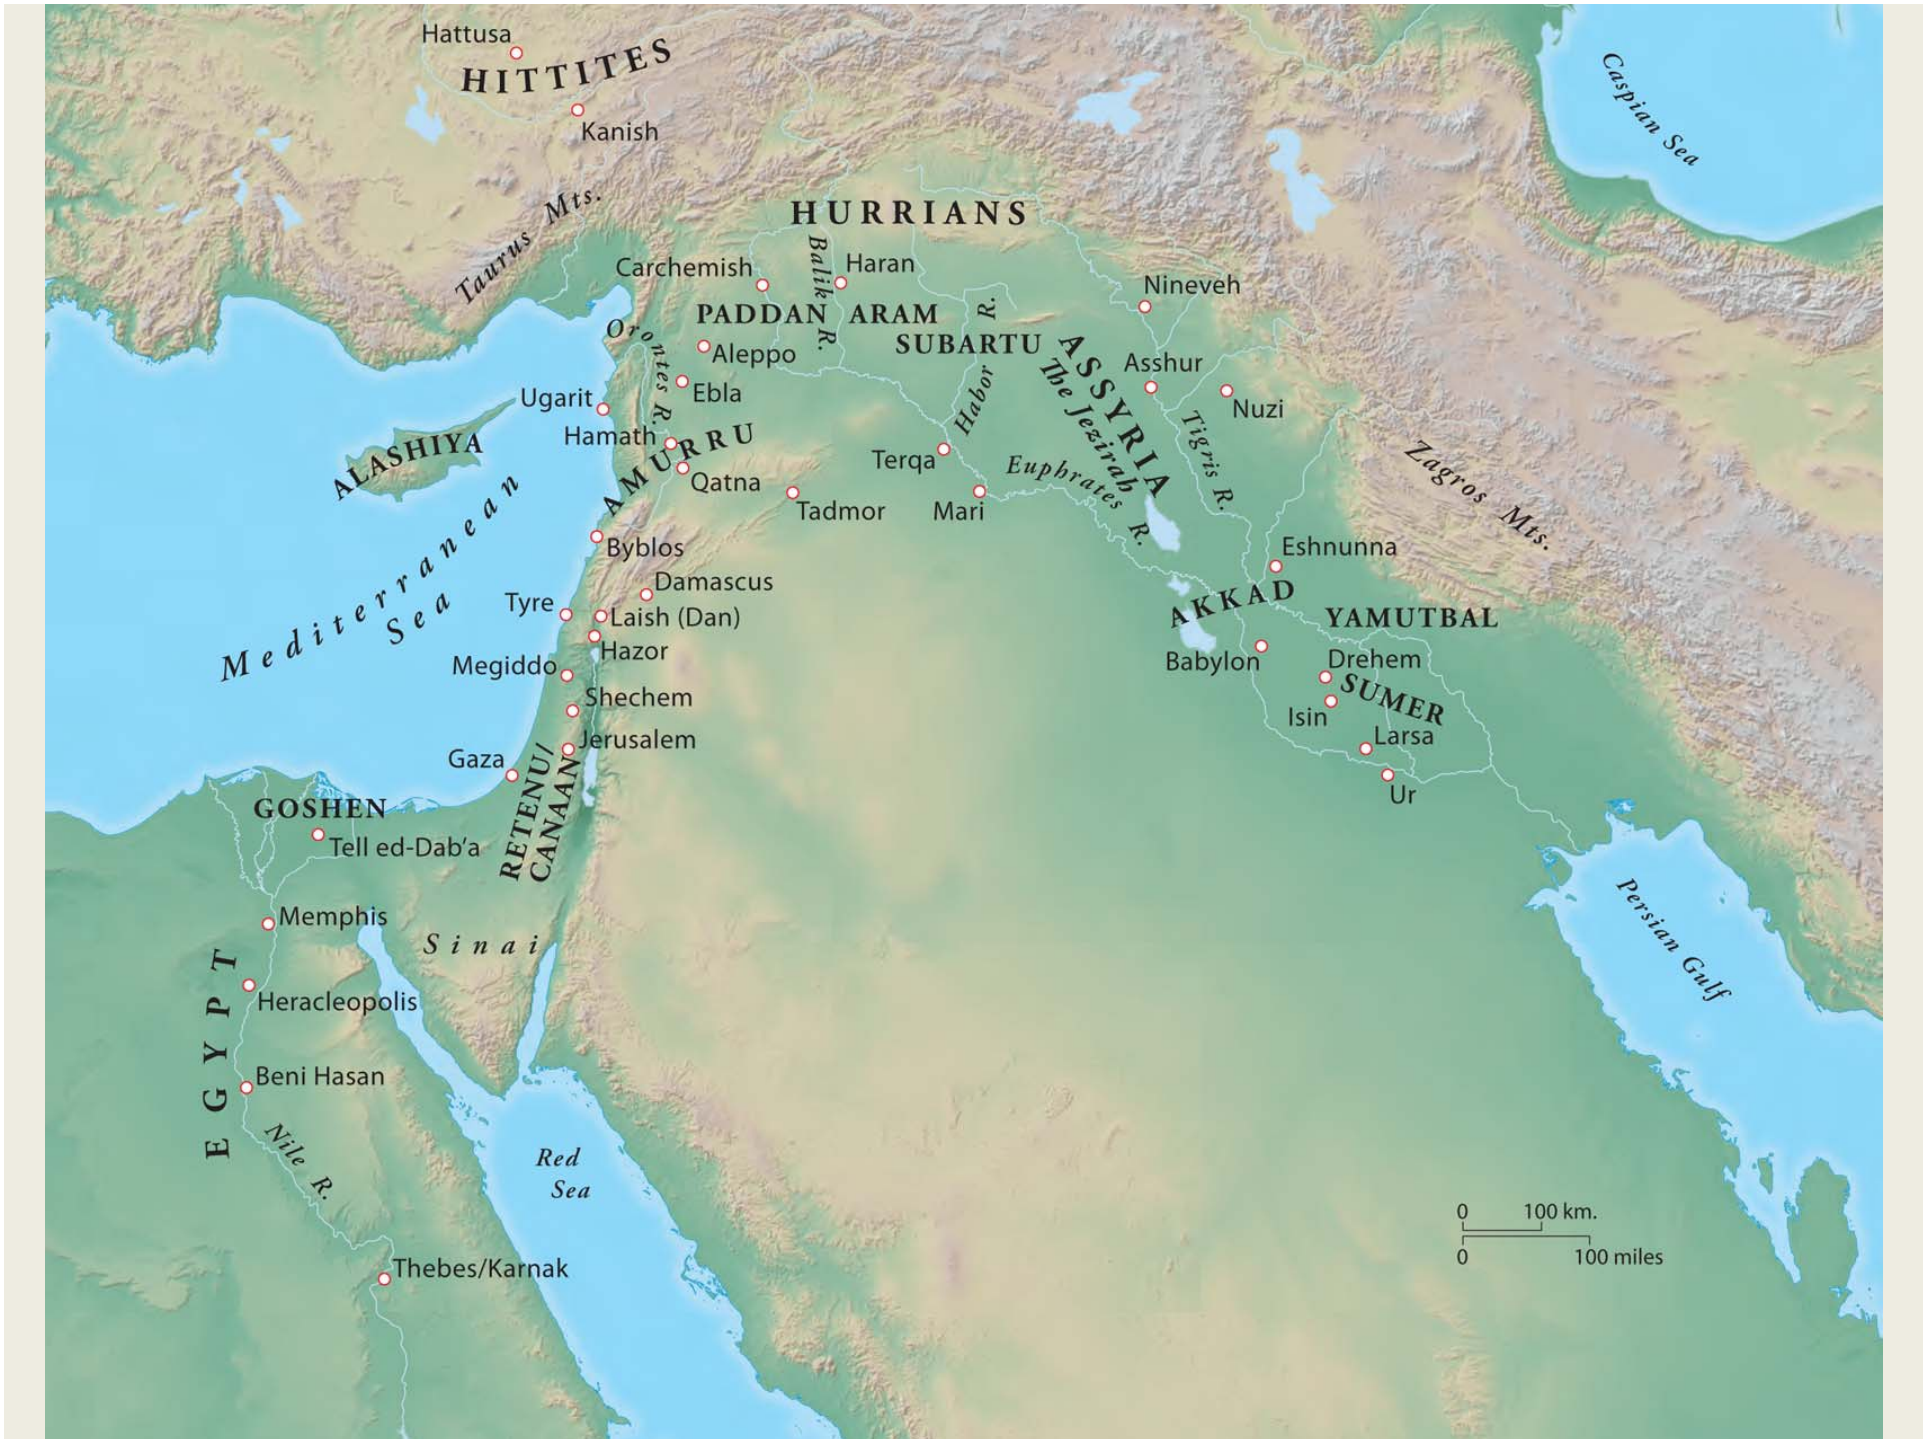 Hattusa
HITTITES
Kanish
Caspian Sea
Taurus Mts.
HURRIANS
Carchemish
Balik R.
Haran
Nineveh
PADDAN ARAM
Orontes R.
Aleppo
SUBARTU
Habor R.
ASSYRIA
The Jezirah
Asshur
Ebla
Ugarit
Nuzi
Tigris R.
Hamath
AMURRU
ALASHIYA
Terqa
Euphrates R.
Zagros Mts.
Qatna
Tadmor
Mari
Mediterranean
Sea
Byblos
Eshnunna
Damascus
AKKAD
Tyre
Laish (Dan)
YAMUTBAL
Hazor
Megiddo
Babylon
Drehem
SUMER
Shechem
Isin
Jerusalem
Larsa
Gaza
RETENU/
CANAAN
Ur
GOSHEN
Tell ed-Dab'a
Memphis
Sinai
Persian Gulf
EGYPT
Heracleopolis
Beni Hasan
Nile R.
Red
Sea
0 100 km.
0 100 miles
Thebes/Karnak